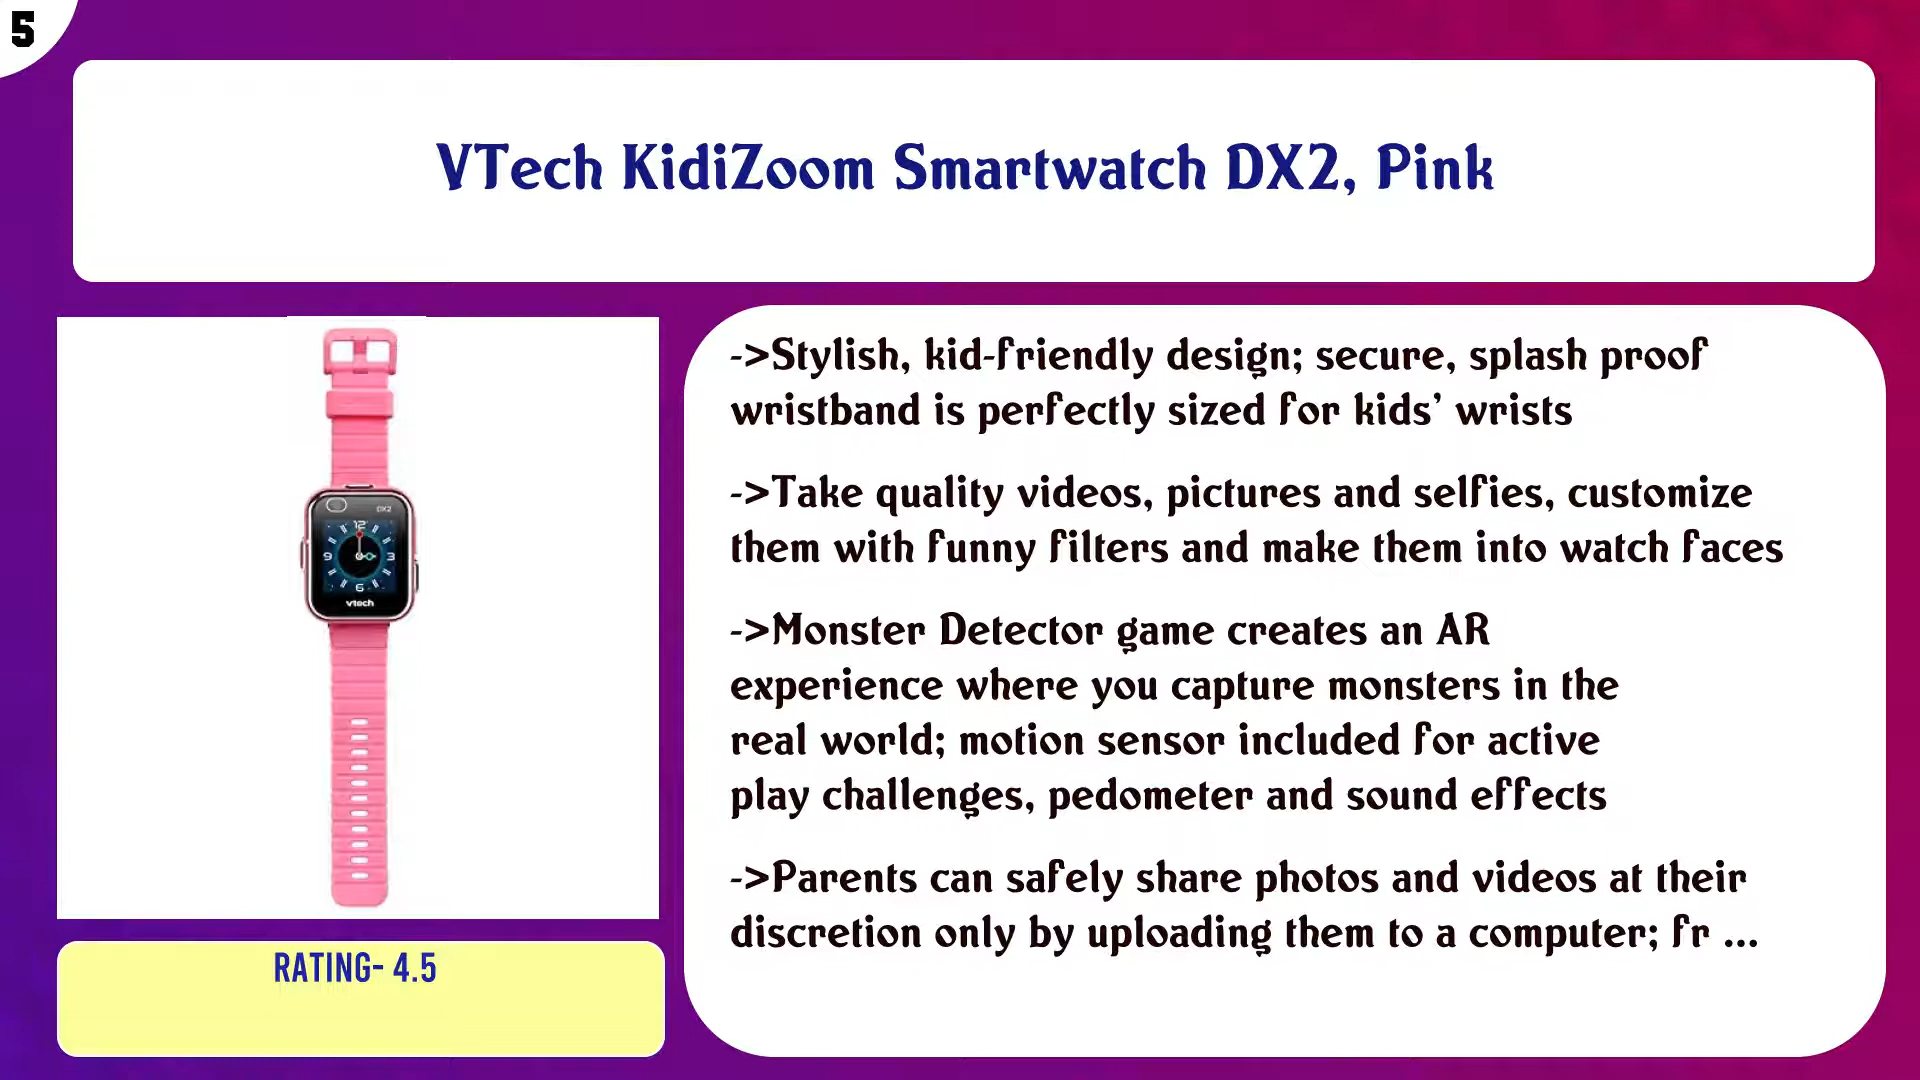 5
VTech KidiZoom Smartwatch DX2, Pink
DX2
12
9
3
6
vtech
->Stylish, kid-friendly design; secure, splash proof
wristband is perfectly sized for kids' wrists
->Take quality videos, pictures and selfies, customize
them with funny filters and make them into watch faces
->Monster Detector game creates an AR
experience where you capture monsters in the
real world; motion sensor included for active
play challenges, pedometer and sound effects
->Parents can safely share photos and videos at their
discretion only by uploading them to a computer; fr ...
RATING- 4.5